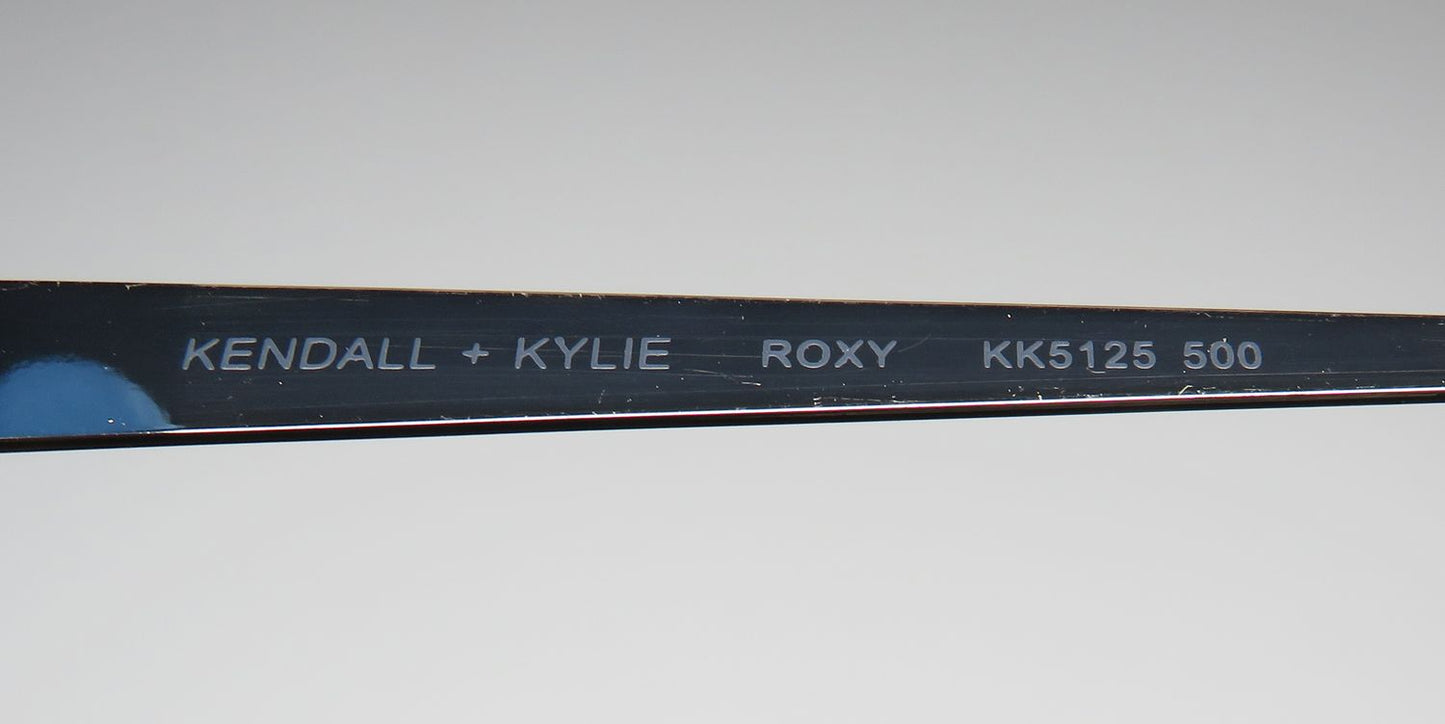 KENDALL + KYLIE ROXY KK5125 500